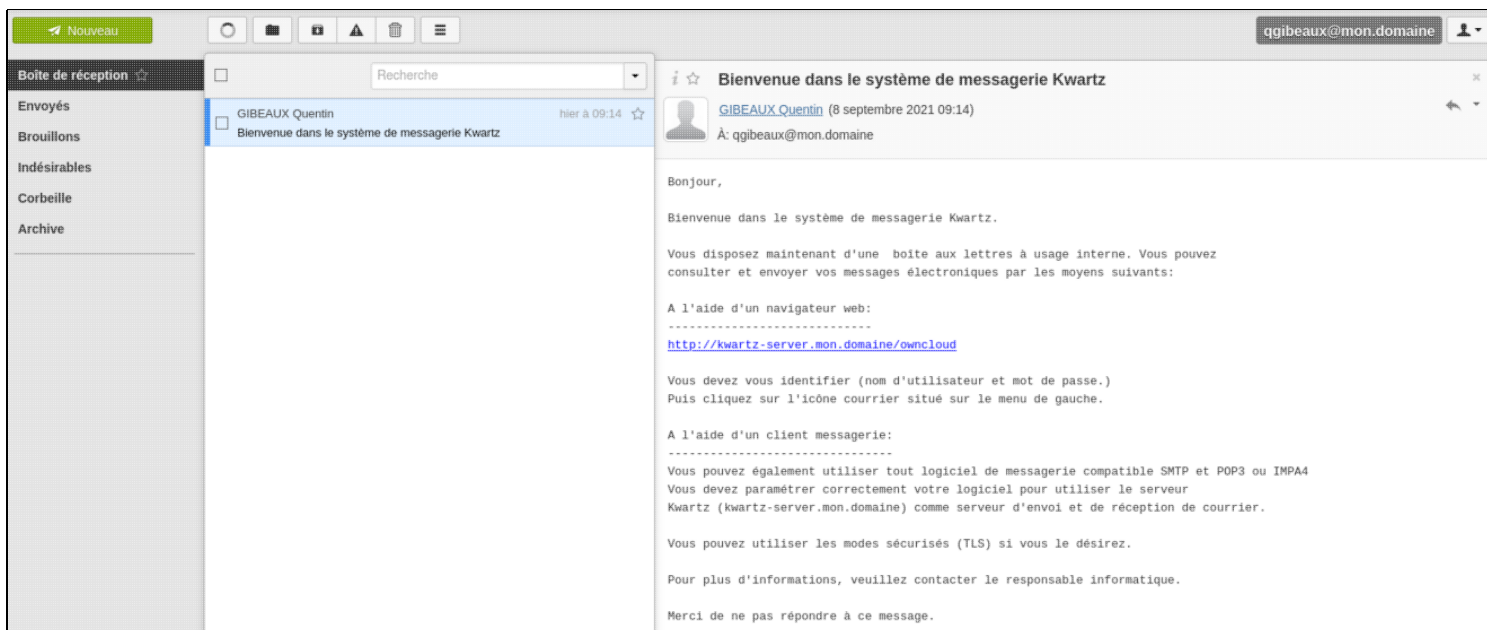 Nouveau
qgibeaux@mon.domaine
Boîte de réception
Envoyés
Brouillons
Indésirables
Corbeille
Archive
Recherche
GIBEAUX Quentin hier à 09:14
Bienvenue dans le système de messagerie Kwartz
Bienvenue dans le système de messagerie Kwartz
GIBEAUX Quentin (8 septembre 2021 09:14)
À: qgibeaux@mon.domaine
Bonjour,
Bienvenue dans le système de messagerie Kwartz.
Vous disposez maintenant d'une boîte aux lettres à usage interne. Vous pouvez
consulter et envoyer vos messages électroniques par les moyens suivants:
A l'aide d'un navigateur web:
-----------------------------
http://kwartz-server.mon.domaine/owncloud
Vous devez vous identifier (nom d'utilisateur et mot de passe.)
Puis cliquez sur l'icône courrier situé sur le menu de gauche.
A l'aide d'un client messagerie:
--------------------------------
Vous pouvez également utiliser tout logiciel de messagerie compatible SMTP et POP3 ou IMPA4
Vous devez paramétrer correctement votre logiciel pour utiliser le serveur
Kwartz (kwartz-server.mon.domaine) comme serveur d'envoi et de réception de courrier.
Vous pouvez utiliser les modes sécurisés (TLS) si vous le désirez.
Pour plus d'informations, veuillez contacter le responsable informatique.
Merci de ne pas répondre à ce message.